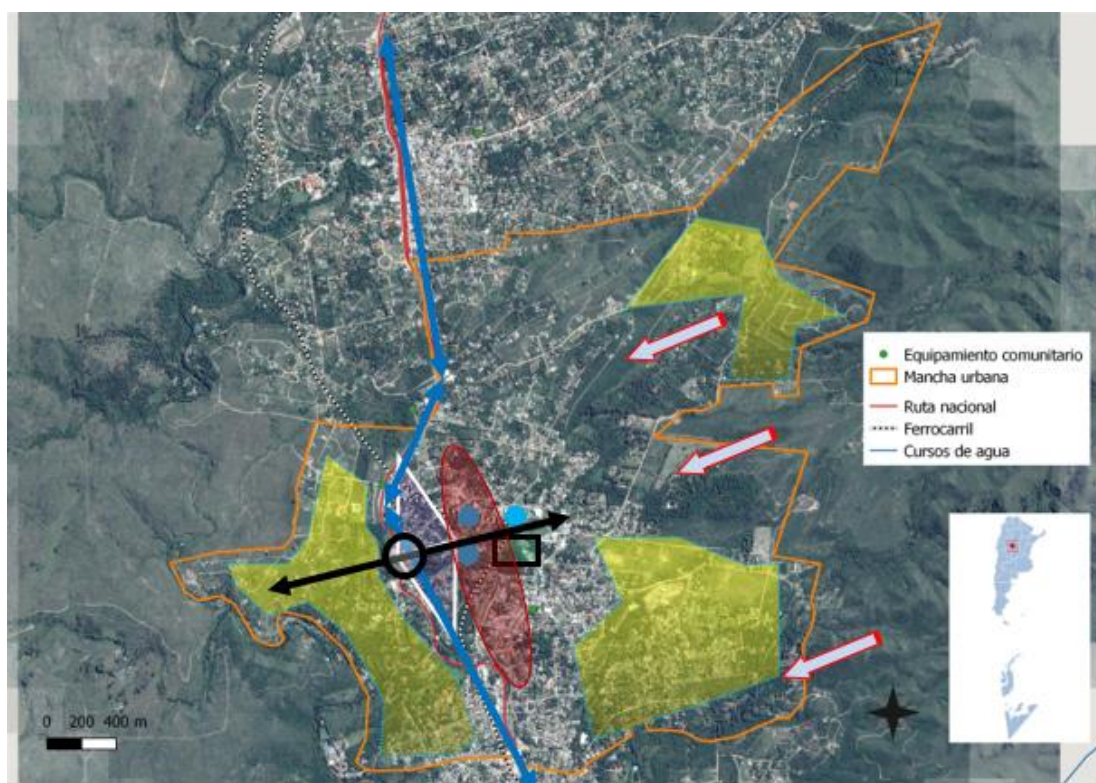 Equipamiento comunitario
Mancha urbana
Ruta nacional
Ferrocarril
Cursos de agua
0 200 400 m